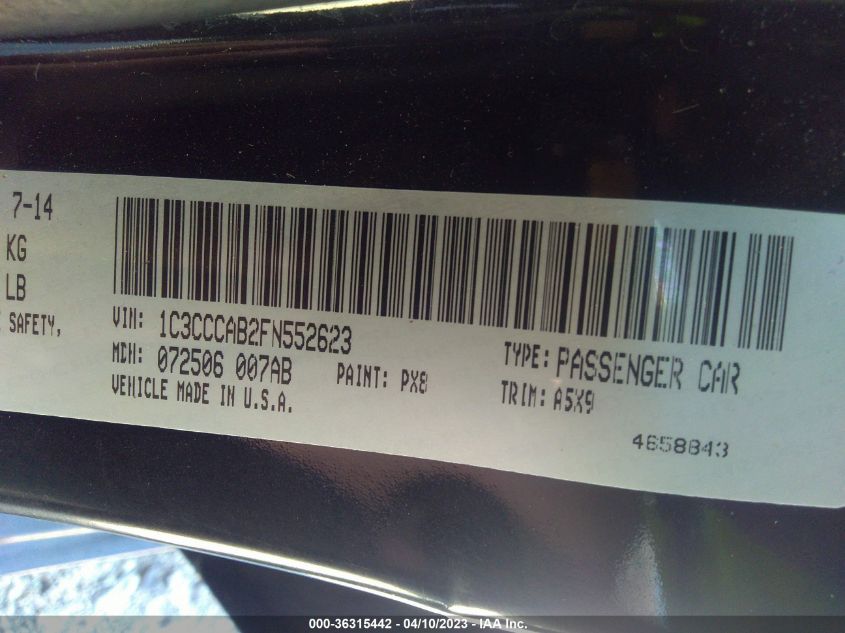 7-14
KG
LB
SAFETY,
VIN: 1C3CCCAB2FN552623
MDH: 072506 007AB
PAINT: PX8
VEHICLE MADE IN U.S.A.
TYPE: PASSENGER CAR
TRIM: A5X9
4658843
000-36315442 - 04/10/2023 - IAA Inc.